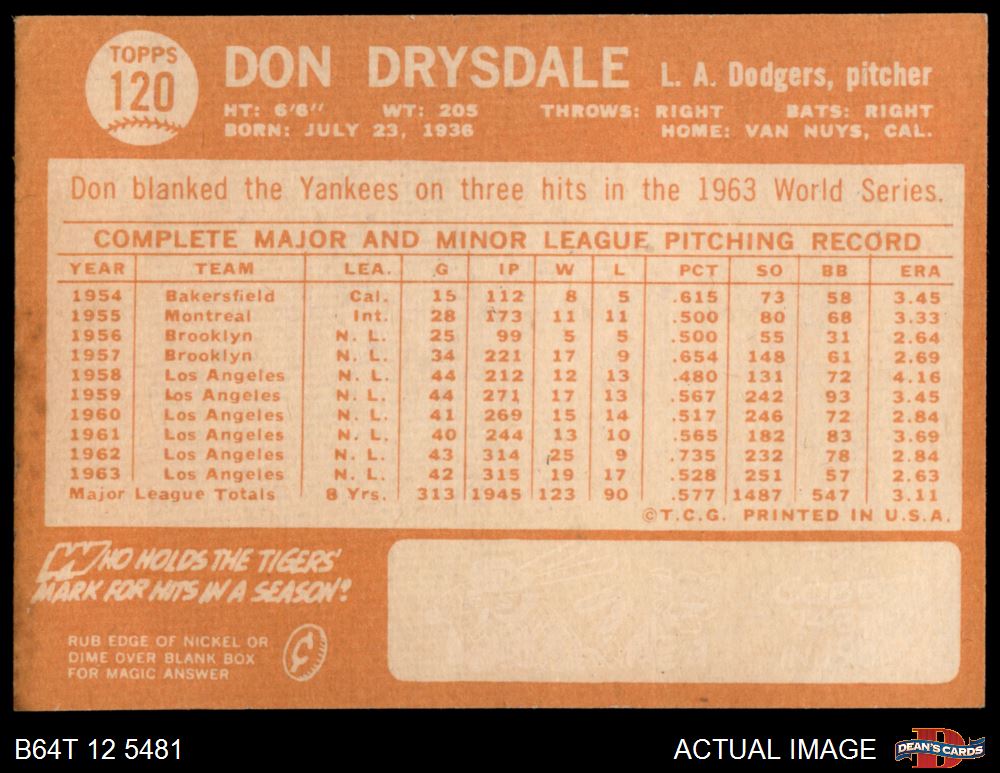 TOPPS
120
DON DRYSDALE L. A. Dodgers, pitcher
HT: 6'6" WT: 205 THROWS: RIGHT BATS: RIGHT
BORN: JULY 23, 1936 HOME: VAN NUYS, CAL.
Don blanked the Yankees on three hits in the 1963 World Series.
COMPLETE MAJOR AND MINOR LEAGUE PITCHING RECORD
YEAR TEAM LEA. G IP W L PCT SO BB ERA
1954 Bakersfield Cal. 15 112 8 5 .615 73 58 3.45
1955 Montreal Int. 28 173 11 11 .500 80 68 3.33
1956 Brooklyn N. L. 25 99 5 5 .500 55 31 2.64
1957 Brooklyn N. L. 34 221 17 9 .654 148 61 2.69
1958 Los Angeles N. L. 44 212 12 13 .480 131 72 4.16
1959 Los Angeles N. L. 44 271 17 13 .567 242 93 3.45
1960 Los Angeles N. L. 41 269 15 14 .517 246 72 2.84
1961 Los Angeles N. L. 40 244 13 10 .565 182 83 3.69
1962 Los Angeles N. L. 43 314 25 9 .735 232 78 2.84
1963 Los Angeles N. L. 42 315 19 17 .528 251 57 2.63
Major League Totals 8 Yrs. 313 1945 123 90 .577 1487 547 3.11
©T.C.G. PRINTED IN U.S.A.
WHO HOLDS THE TIGERS'
MARK FOR HITS IN A SEASON?
RUB EDGE OF NICKEL OR
DIME OVER BLANK BOX
FOR MAGIC ANSWER
¢
B64T 12 5481 ACTUAL IMAGE
D
DEAN'S CARDS